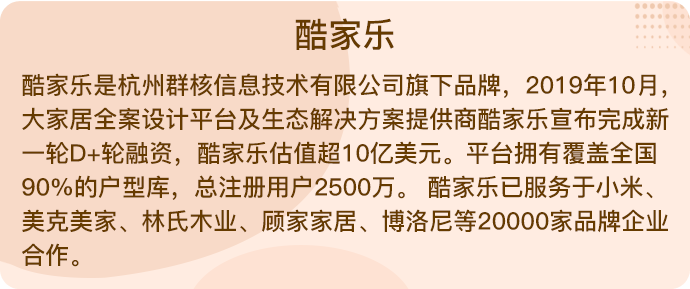 酷家乐
酷家乐是杭州群核信息技术有限公司旗下品牌，2019年10月，
大家居全案设计平台及生态解决方案提供商酷家乐宣布完成新
一轮D+轮融资，酷家乐估值超10亿美元。平台拥有覆盖全国
90%的户型库，总注册用户2500万。 酷家乐已服务于小米、
美克美家、林氏木业、顾家家居、博洛尼等20000家品牌企业
合作。